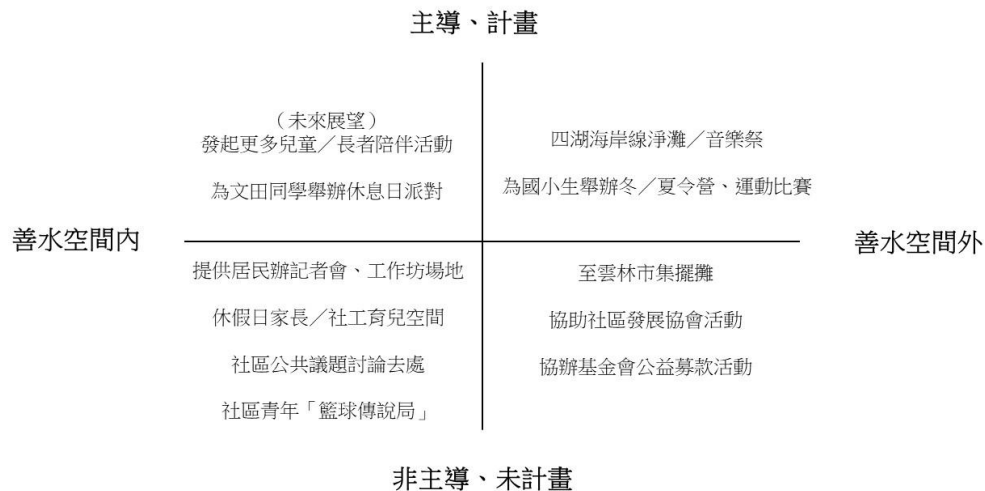 主導、計畫
（未來展望）
發起更多兒童／長者陪伴活動
為文田同學舉辦休息日派對
四湖海岸線淨灘／音樂祭
為國小生舉辦冬／夏令營、運動比賽
善水空間內
善水空間外
提供居民辦記者會、工作坊場地
休假日家長／社工育兒空間
社區公共議題討論去處
社區青年「籃球傳說局」
至雲林市集擺攤
協助社區發展協會活動
協辦基金會公益募款活動
非主導、未計畫